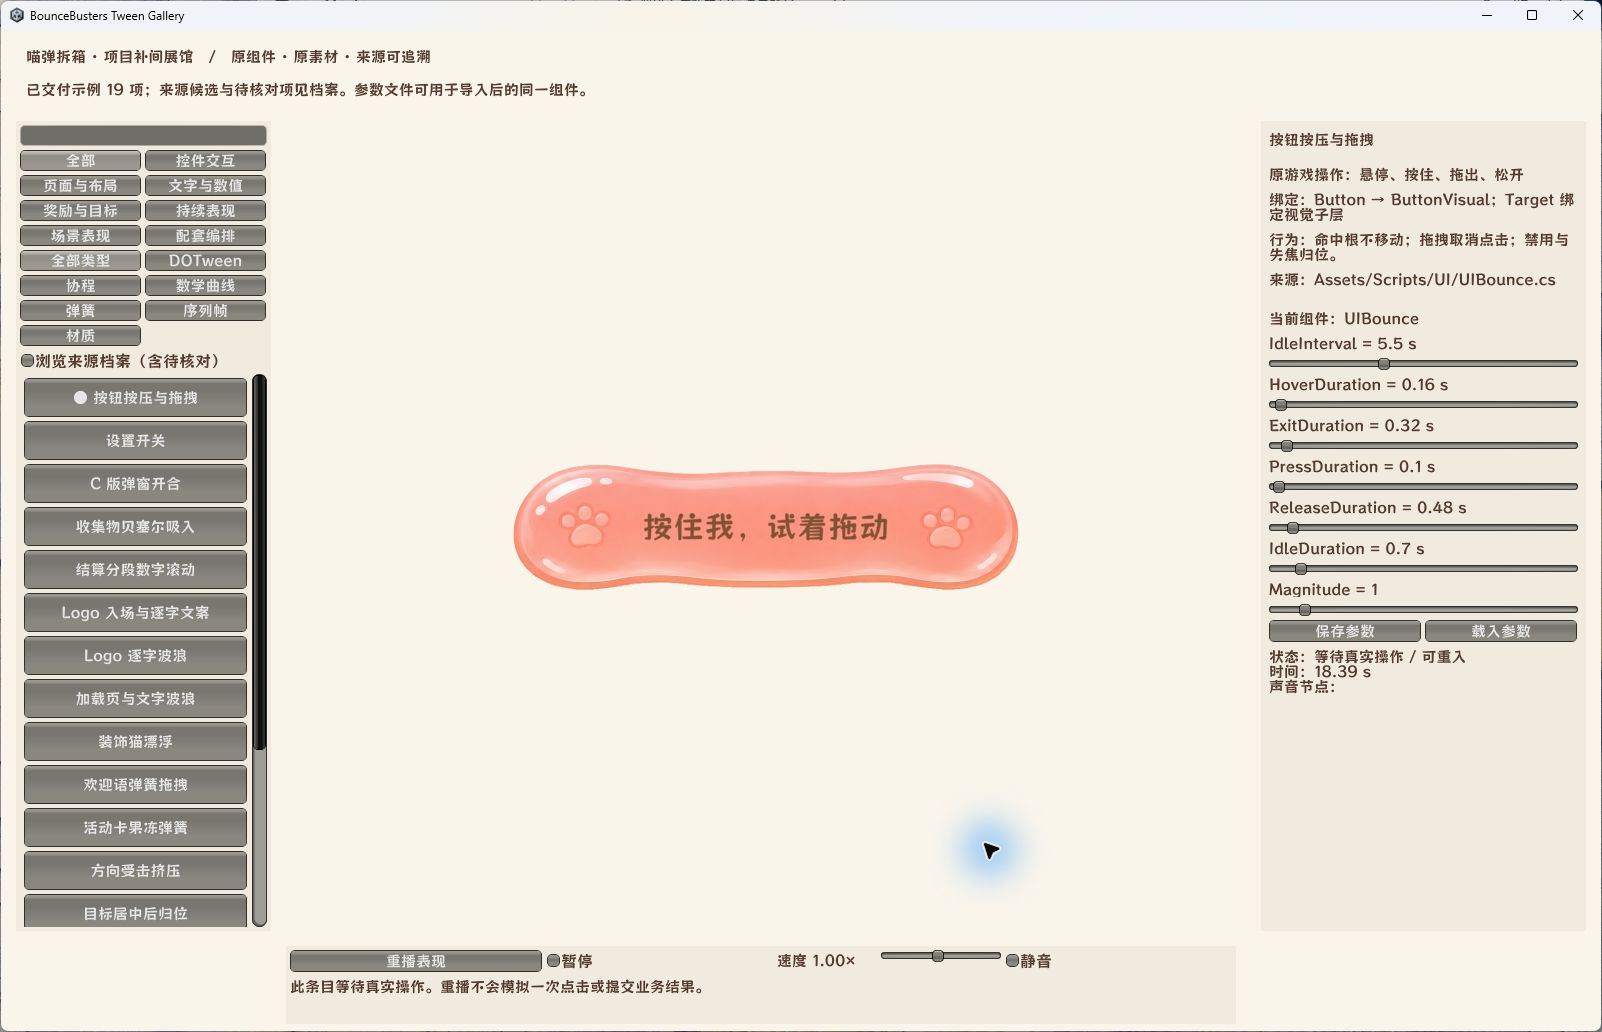 BounceBusters Tween Gallery
喵弹拆箱 · 项目补间展馆 / 原组件 · 原素材 · 来源可追溯
已交付示例 19 项；来源候选与待核对项见档案。参数文件可用于导入后的同一组件。
全部 控件交互
页面与布局 文字与数值
奖励与目标 持续表现
场景表现 配套编排
全部类型 DOTween
协程 数学曲线
弹簧 序列帧
材质
浏览来源档案（含待核对）
按钮按压与拖拽
设置开关
C 版弹窗开合
收集物贝塞尔吸入
结算分段数字滚动
Logo 入场与逐字文案
Logo 逐字波浪
加载页与文字波浪
装饰猫漂浮
欢迎语弹簧拖拽
活动卡果冻弹簧
方向受击挤压
目标居中后归位
按住我，试着拖动
按钮按压与拖拽
原游戏操作：悬停、按住、拖出、松开
绑定：Button → ButtonVisual；Target 绑
定视觉子层
行为：命中根不移动；拖拽取消点击；禁用与
失焦归位。
来源：Assets/Scripts/UI/UIBounce.cs
当前组件：UIBounce
IdleInterval = 5.5 s
HoverDuration = 0.16 s
ExitDuration = 0.32 s
PressDuration = 0.1 s
ReleaseDuration = 0.48 s
IdleDuration = 0.7 s
Magnitude = 1
保存参数 载入参数
状态：等待真实操作 / 可重入
时间：18.39 s
声音节点：
重播表现 暂停 速度 1.00× 静音
此条目等待真实操作。重播不会模拟一次点击或提交业务结果。